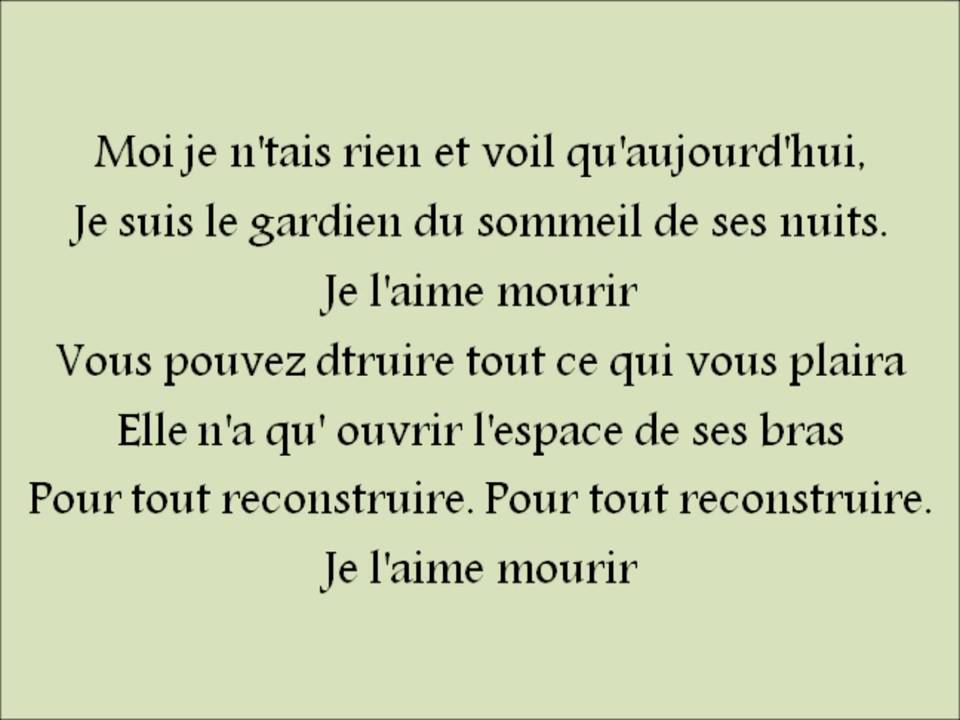 Moi je n'tais rien et voil qu'aujourd'hui,
Je suis le gardien du sommeil de ses nuits.
Je l'aime mourir
Vous pouvez dtruire tout ce qui vous plaira
Elle n'a qu' ouvrir l'espace de ses bras
Pour tout reconstruire. Pour tout reconstruire.
Je l'aime mourir